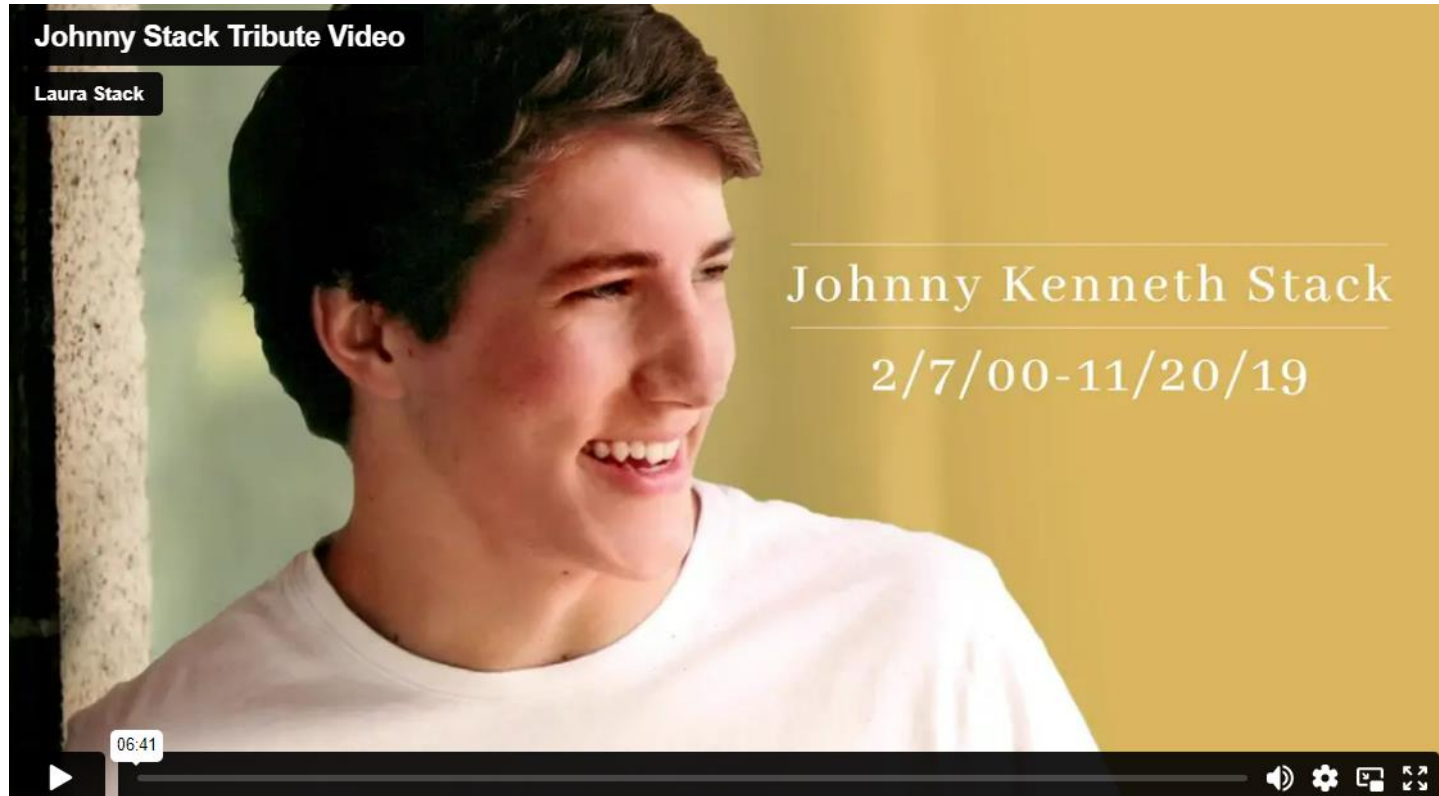 Johnny Stack Tribute Video
Laura Stack
Johnny Kenneth Stack
2/7/00-11/20/19
06:41